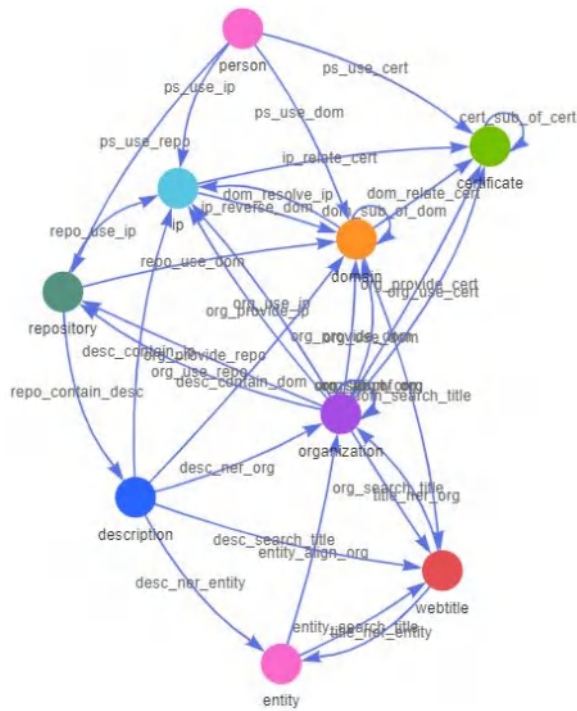 person
ps_use_cert
ps_use_ip
cert_sub_of_cert
ps_use_dom
ps_use_repo
ip_relate_cert
certificate
dom_resolve_ip
dom_relate_cert
ip_reverse_dom
dom_sub_of_dom
ip
repo_use_ip
repo_use_dom
domain
org_provide_cert
org_use_cert
repository
org_use_ip
org_provide_ip
org_provide_dom
org_use_dom
desc_contain_ip
org_provide_repo
org_use_repo
desc_contain_dom
repo_contain_desc
dom_search_title
organization
desc_ner_org
org_search_title
title_ner_org
description
desc_search_title
entity_align_org
desc_ner_entity
webtitle
entity_search_title
title_ner_entity
entity